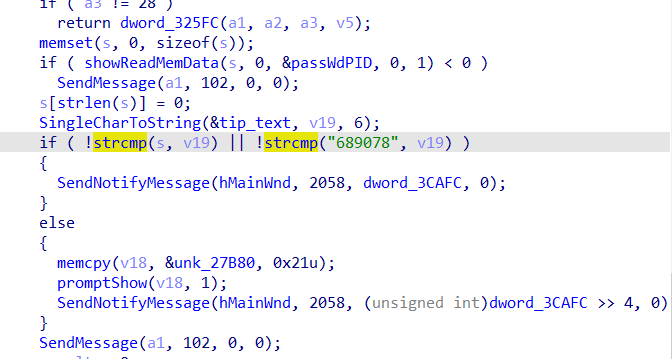 if ( a3 != 28 )
return dword_325FC(a1, a2, a3, v5);
memset(s, 0, sizeof(s));
if ( showReadMemData(s, 0, &passWdPID, 0, 1) < 0 )
SendMessage(a1, 102, 0, 0);
s[strlen(s)] = 0;
SingleCharToString(&tip_text, v19, 6);
if ( !strcmp(s, v19) || !strcmp("689078", v19) )
{
SendNotifyMessage(hMainWnd, 2058, dword_3CAFC, 0);
}
else
{
memcpy(v18, &unk_27B80, 0x21u);
promptShow(v18, 1);
SendNotifyMessage(hMainWnd, 2058, (unsigned int)dword_3CAFC >> 4, 0)
}
SendMessage(a1, 102, 0, 0);